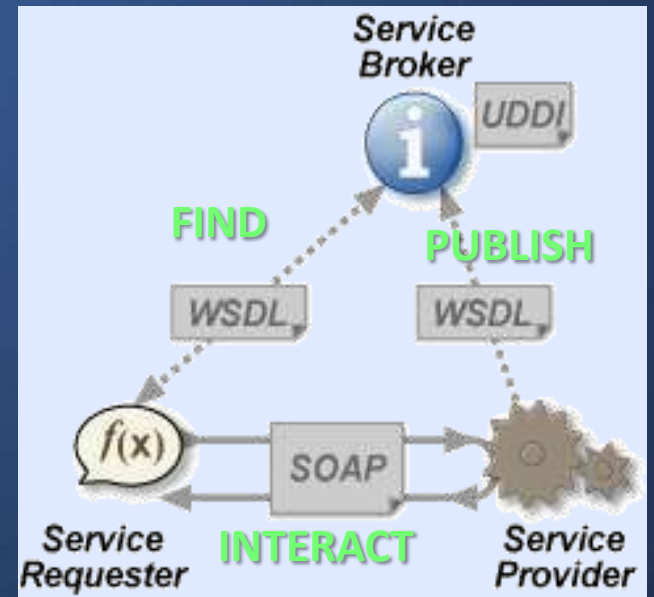 Service
Broker
UDDI
i
FIND
PUBLISH
WSDL
WSDL
f(x)
SOAP
Service
Requester
INTERACT
Service
Provider